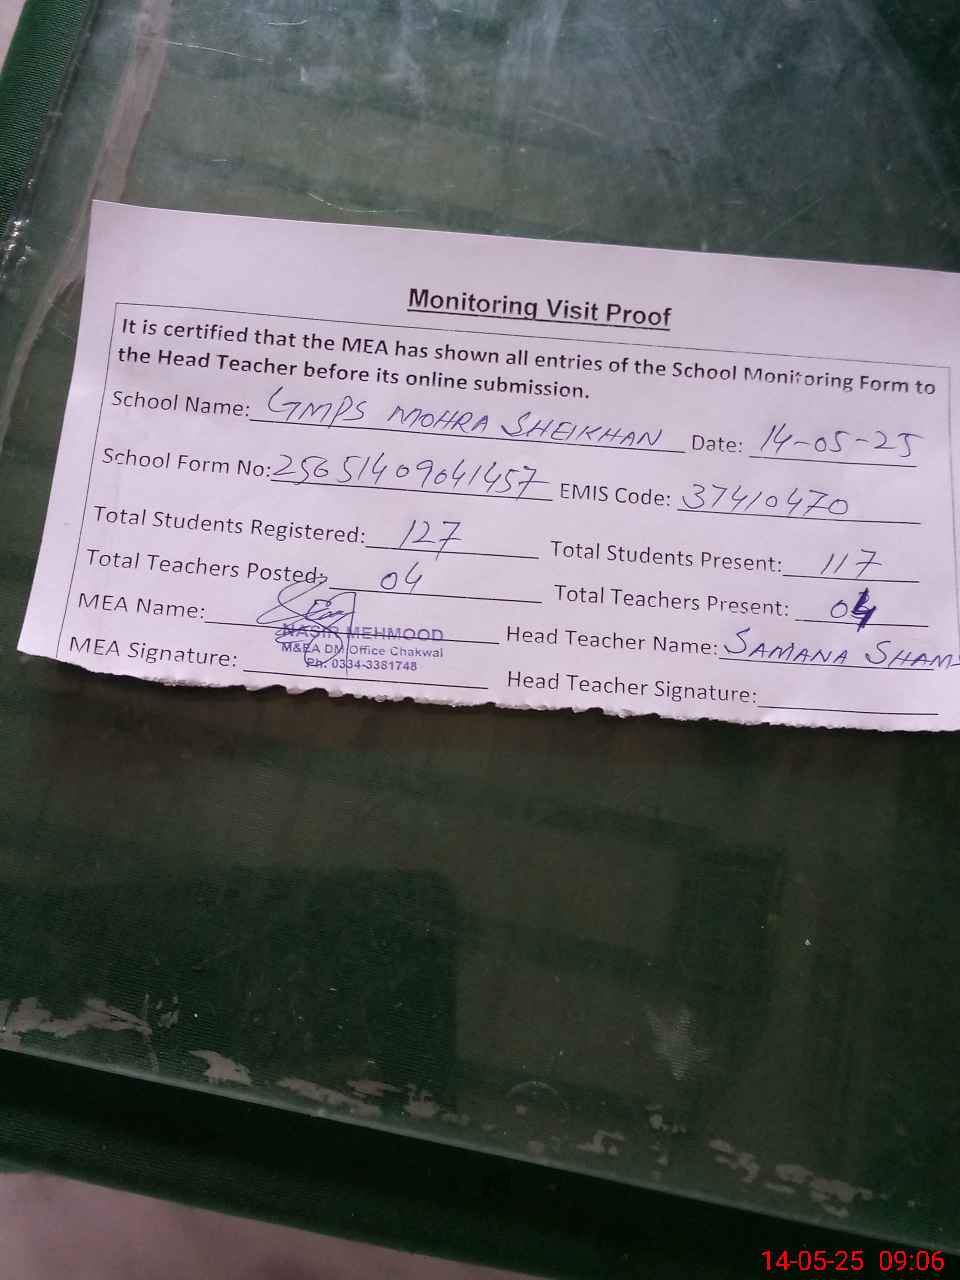 Monitoring Visit Proof
It is certified that the MEA has shown all entries of the School Monitoring Form to
the Head Teacher before its online submission.
School Name: GMPS MOHRA SHEIKHAN Date: 14-05-25
School Form No: 25651409041457 EMIS Code: 37410470
Total Students Registered: 127 Total Students Present: 117
Total Teachers Posted: 04 Total Teachers Present: 04
MEA Name: Head Teacher Name: SAMANA SHAMS
NASIR MEHMOOD
M&EA DM Office Chakwal
Ph: 0334-3381748
MEA Signature: Head Teacher Signature:
14-05-25 09:06